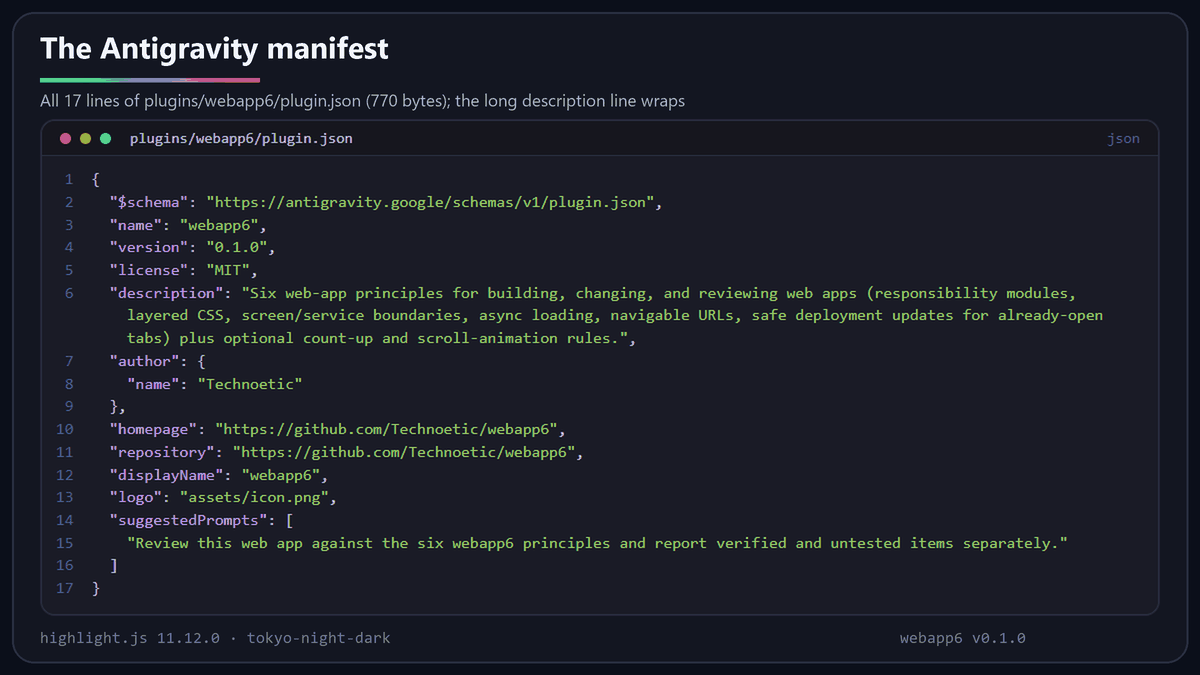 The Antigravity manifest
All 17 lines of plugins/webapp6/plugin.json (770 bytes); the long description line wraps
plugins/webapp6/plugin.json json
1 {
2 "$schema": "https://antigravity.google/schemas/v1/plugin.json",
3 "name": "webapp6",
4 "version": "0.1.0",
5 "license": "MIT",
6 "description": "Six web-app principles for building, changing, and reviewing web apps (responsibility modules,
layered CSS, screen/service boundaries, async loading, navigable URLs, safe deployment updates for already-open
tabs) plus optional count-up and scroll-animation rules.",
7 "author": {
8 "name": "Technoetic"
9 },
10 "homepage": "https://github.com/Technoetic/webapp6",
11 "repository": "https://github.com/Technoetic/webapp6",
12 "displayName": "webapp6",
13 "logo": "assets/icon.png",
14 "suggestedPrompts": [
15 "Review this web app against the six webapp6 principles and report verified and untested items separately."
16 ]
17 }
highlight.js 11.12.0 · tokyo-night-dark webapp6 v0.1.0